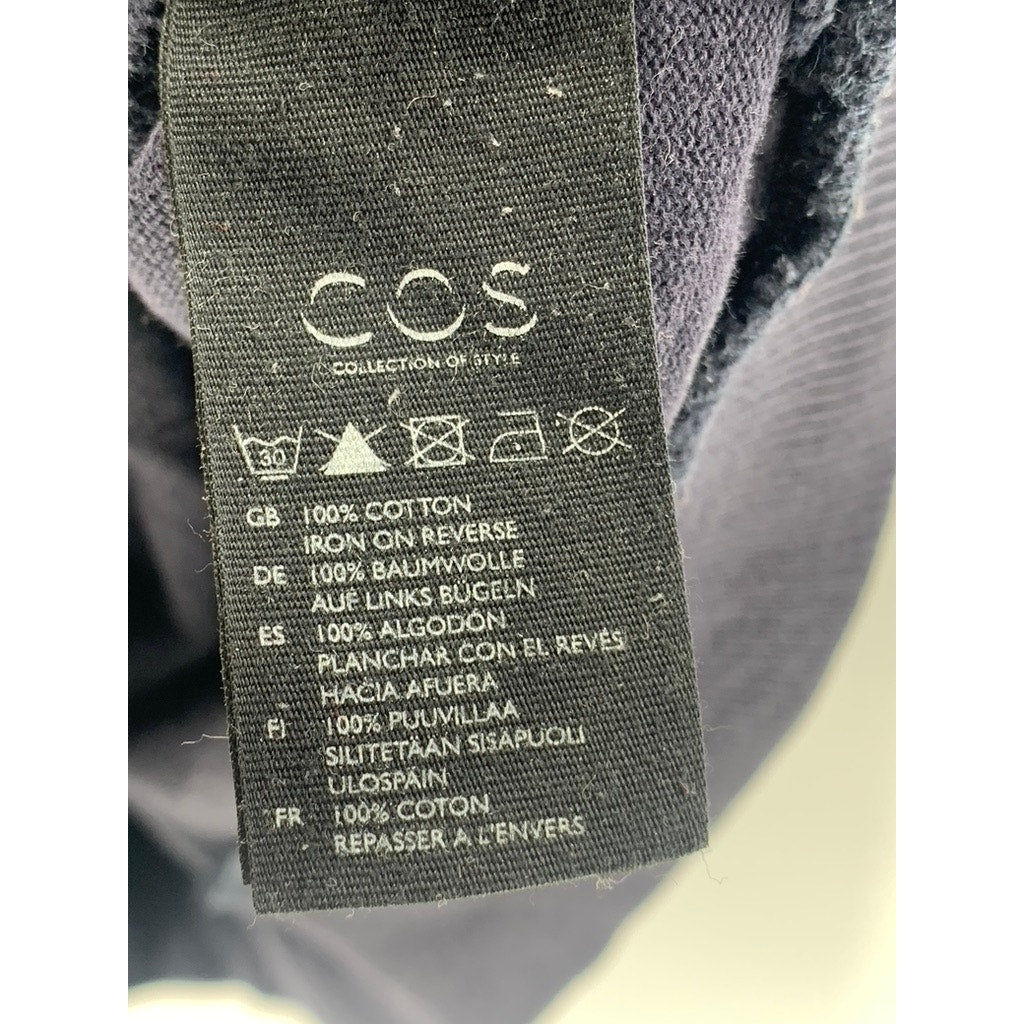 COS
COLLECTION OF STYLE
30
GB 100% COTTON
IRON ON REVERSE
DE 100% BAUMWOLLE
AUF LINKS BÜGELN
ES 100% ALGODÓN
PLANCHAR CON EL REVÉS
HACIA AFUERA
FI 100% PUUVILLAA
SILITETÄÄN SISÄPUOLI
ULOSPÄIN
FR 100% COTON
REPASSER A L'ENVERS